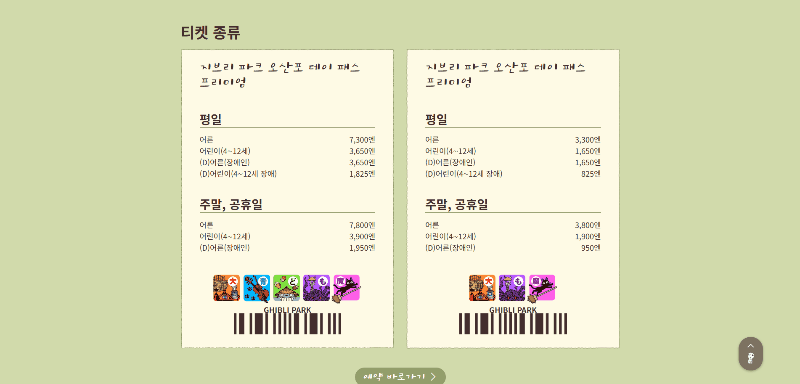 티켓 종류
지브리 파크 오산포 데이 패스
프리미엄
평일
어른 7,300엔
어린이(4~12세) 3,650엔
(D)어른(장애인) 3,650엔
(D)어린이(4~12세 장애) 1,825엔
주말, 공휴일
어른 7,800엔
어린이(4~12세) 3,900엔
(D)어른(장애인) 1,950엔
大 青 ど も 魔
GHIBLI PARK
지브리 파크 오산포 데이 패스
프리미엄
평일
어른 3,300엔
어린이(4~12세) 1,650엔
(D)어른(장애인) 1,650엔
(D)어린이(4~12세 장애) 825엔
주말, 공휴일
어른 3,800엔
어린이(4~12세) 1,900엔
(D)어른(장애인) 950엔
大 も 魔
GHIBLI PARK
예약 바로가기